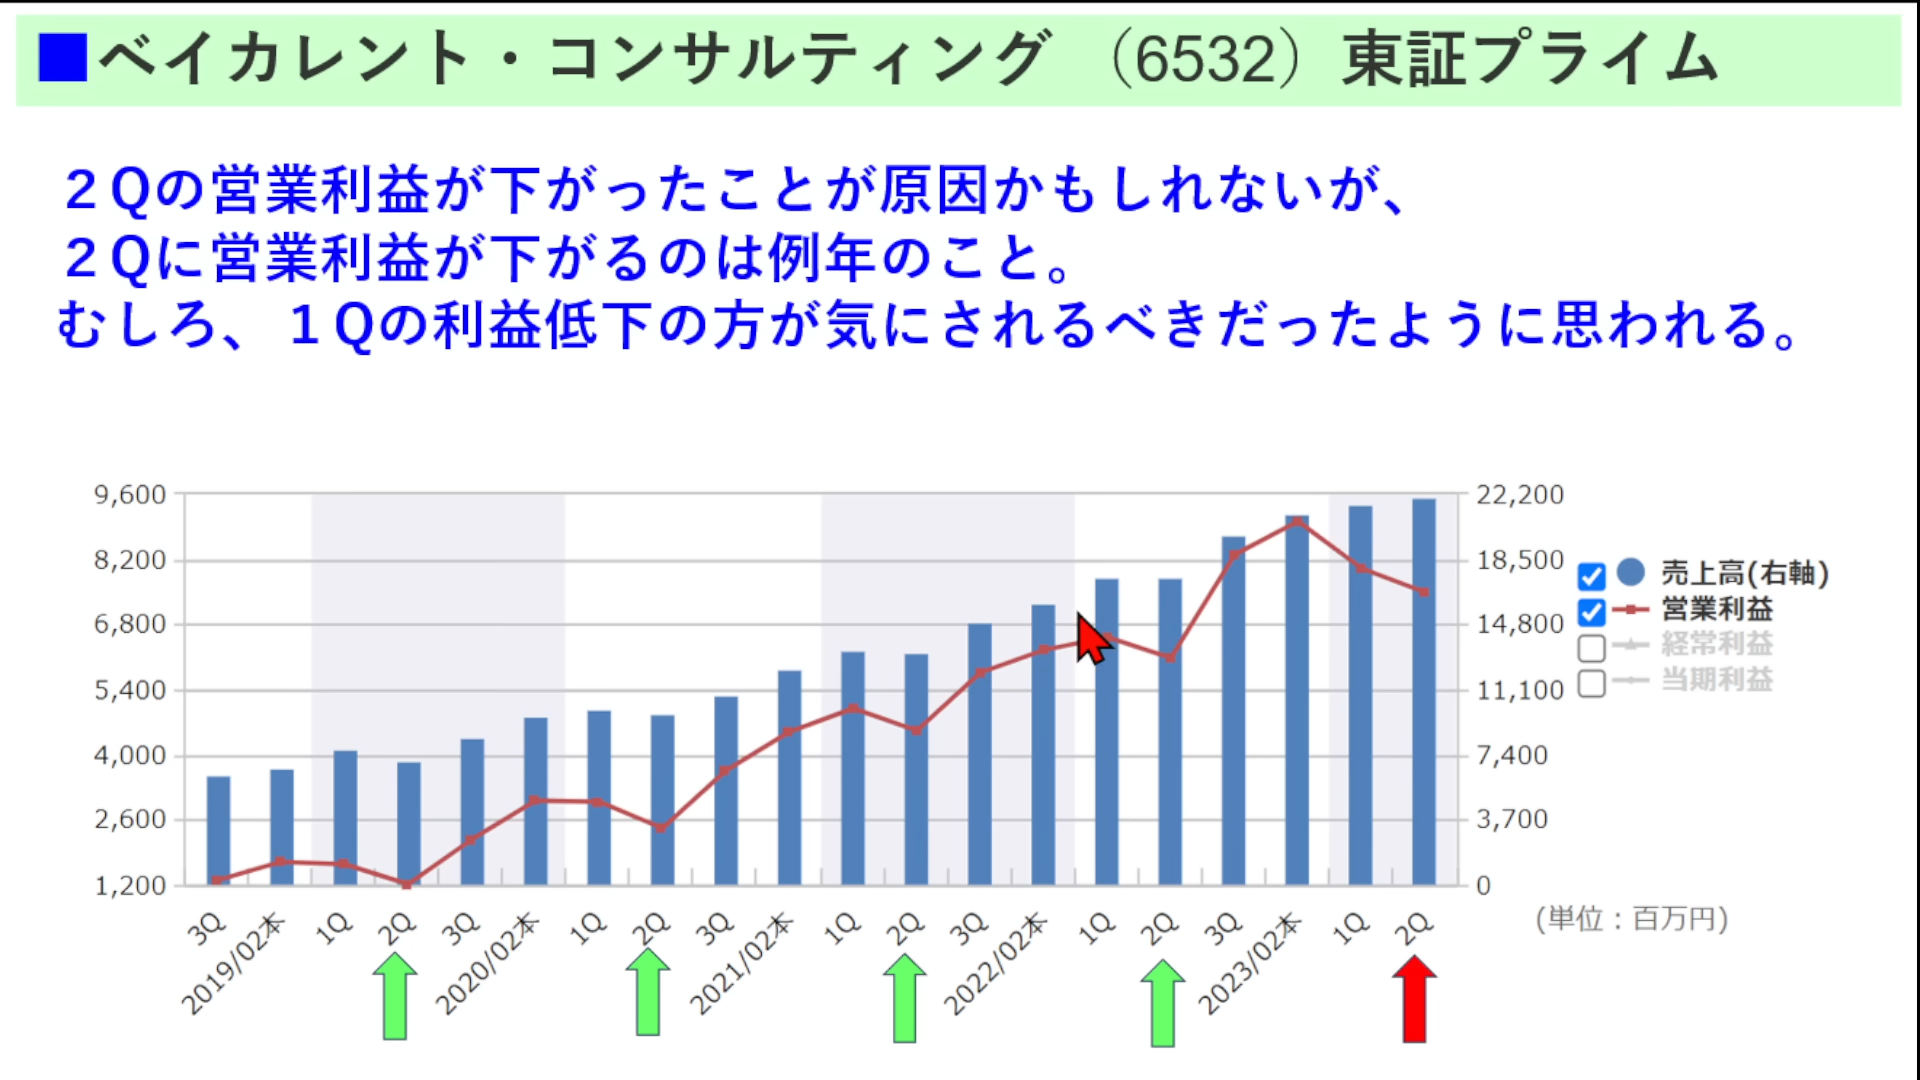 ■ベイカレント・コンサルティング （6532）東証プライム
２Qの営業利益が下がったことが原因かもしれないが、
２Qに営業利益が下がるのは例年のこと。
むしろ、１Qの利益低下の方が気にされるべきだったように思われる。
9,600
8,200
6,800
5,400
4,000
2,600
1,200
22,200
18,500
14,800
11,100
7,400
3,700
0
売上高(右軸)
営業利益
経常利益
当期利益
(単位：百万円)
3Q
2019/02本
1Q
2Q
3Q
2020/02本
1Q
2Q
3Q
2021/02本
1Q
2Q
3Q
2022/02本
1Q
2Q
3Q
2023/02本
1Q
2Q